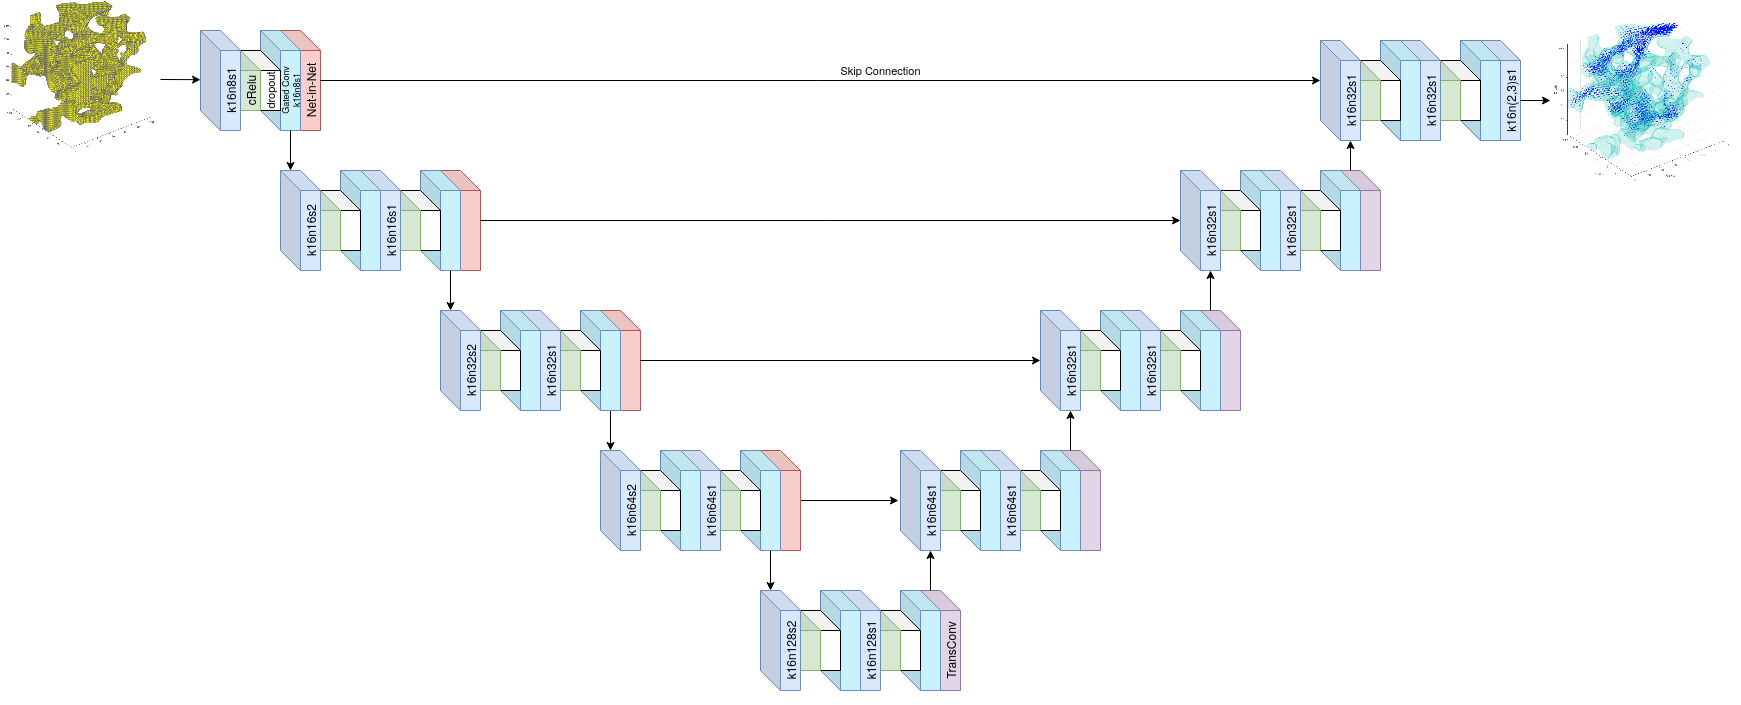 k16n8s1
cRelu
dropout
Gated Conv
k16n8s1
Net-in-Net
Skip Connection
k16n32s1
k16n32s1
k16n(2,3)s1
k16n16s2
k16n16s1
k16n32s1
k16n32s1
k16n32s2
k16n32s1
k16n32s1
k16n32s1
k16n64s2
k16n64s1
k16n64s1
k16n64s1
k16n128s2
k16n128s1
TransConv